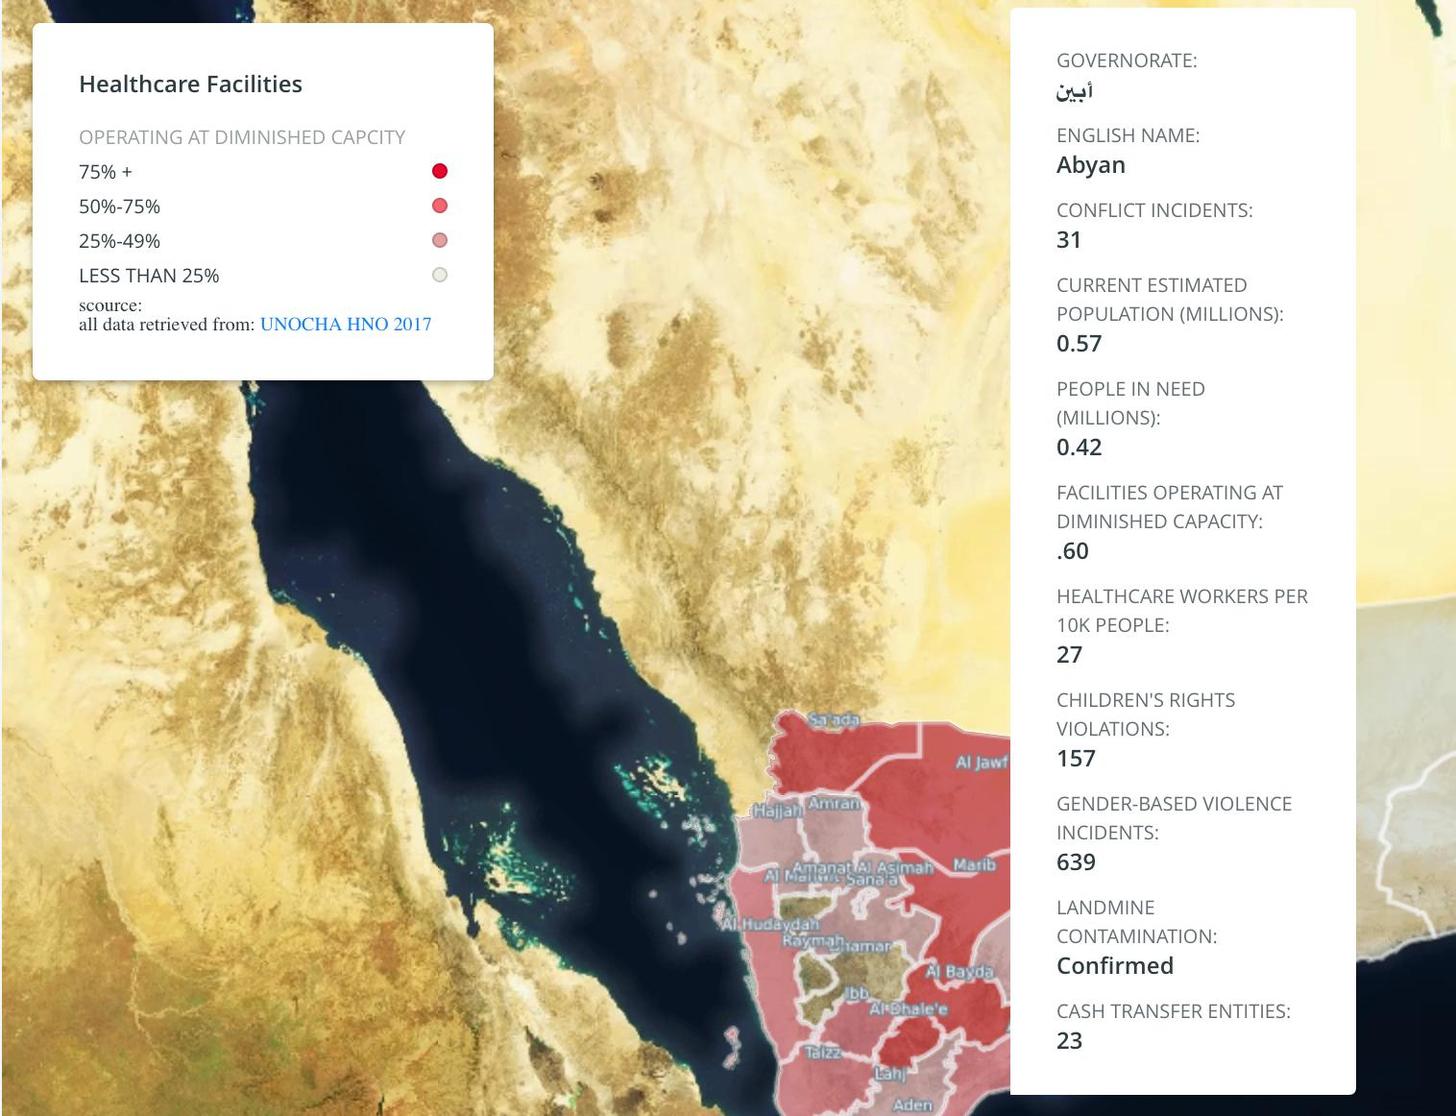 Healthcare Facilities
OPERATING AT DIMINISHED CAPCITY
75% +
50%-75%
25%-49%
LESS THAN 25%
scource:
all data retrieved from: UNOCHA HNO 2017
GOVERNORATE:
أبين
ENGLISH NAME:
Abyan
CONFLICT INCIDENTS:
31
CURRENT ESTIMATED
POPULATION (MILLIONS):
0.57
PEOPLE IN NEED
(MILLIONS):
0.42
FACILITIES OPERATING AT
DIMINISHED CAPACITY:
.60
HEALTHCARE WORKERS PER
10K PEOPLE:
27
CHILDREN'S RIGHTS
VIOLATIONS:
157
GENDER-BASED VIOLENCE
INCIDENTS:
639
LANDMINE
CONTAMINATION:
Confirmed
CASH TRANSFER ENTITIES:
23
Sa'ada
Al Jawf
Hajjah
Amran
Amanat Al Asimah
Marib
Al
Sana'a
Al Hudaydah
Raymah
Dhamar
Al Bayda
Ibb
Al Dhale'e
Taizz
Lahj
Aden